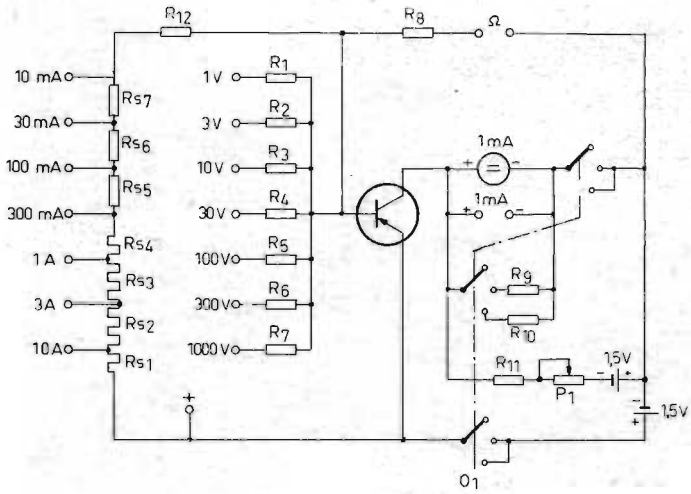 R12
R8
Ω
10 mA
Rs7
1V
R1
30 mA
Rs6
3V
R2
100 mA
Rs5
10V
R3
1mA
+ = -
300 mA
Rs4
30V
R4
+ 1mA -
1A
Rs3
100V
R5
3A
Rs2
300V
R6
R9
R10
10A
Rs1
1000V
R7
R11
P1
1,5V
- +
+
-
+
1,5V
O1